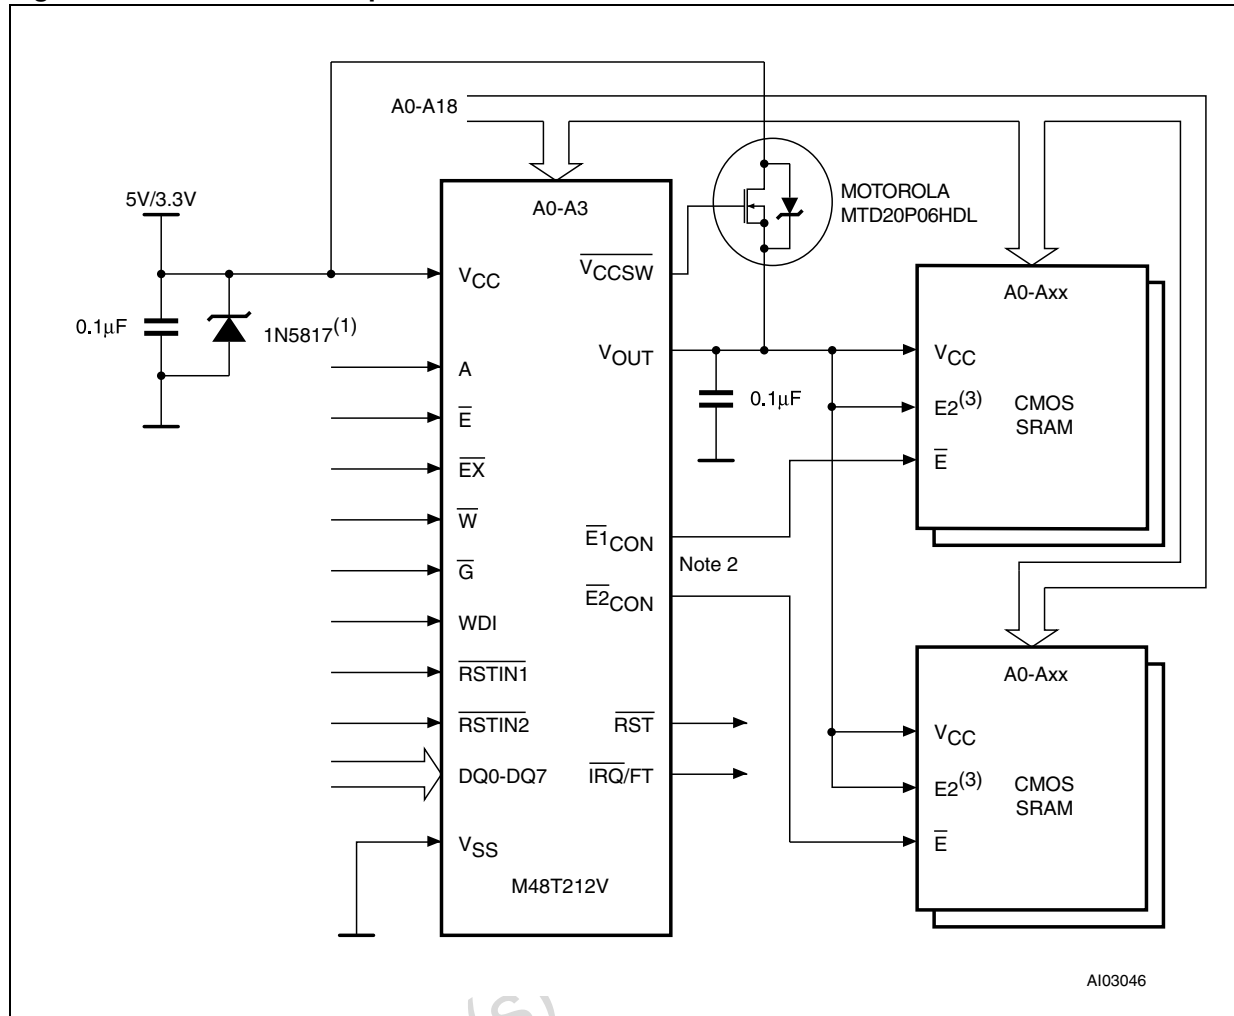 A0-A18
5V/3.3V
0.1µF
1N5817(1)
A0-A3
VCC
A
E
EX
W
G
WDI
RSTIN1
RSTIN2
DQ0-DQ7
VSS
VCCSW
VOUT
E1CON
E2CON
RST
IRQ/FT
M48T212V
MOTOROLA
MTD20P06HDL
0.1µF
Note 2
A0-Axx
VCC
E2(3)
E
CMOS
SRAM
A0-Axx
VCC
E2(3)
E
CMOS
SRAM
AI03046